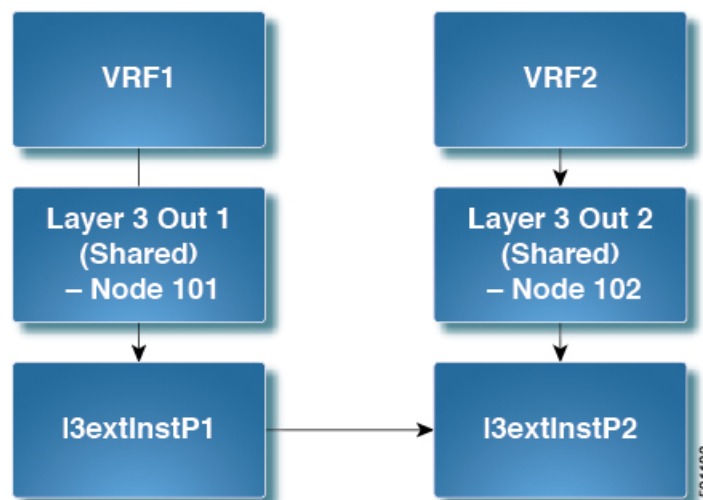 VRF1
VRF2
Layer 3 Out 1
(Shared)
– Node 101
Layer 3 Out 2
(Shared)
– Node 102
l3extInstP1
l3extInstP2